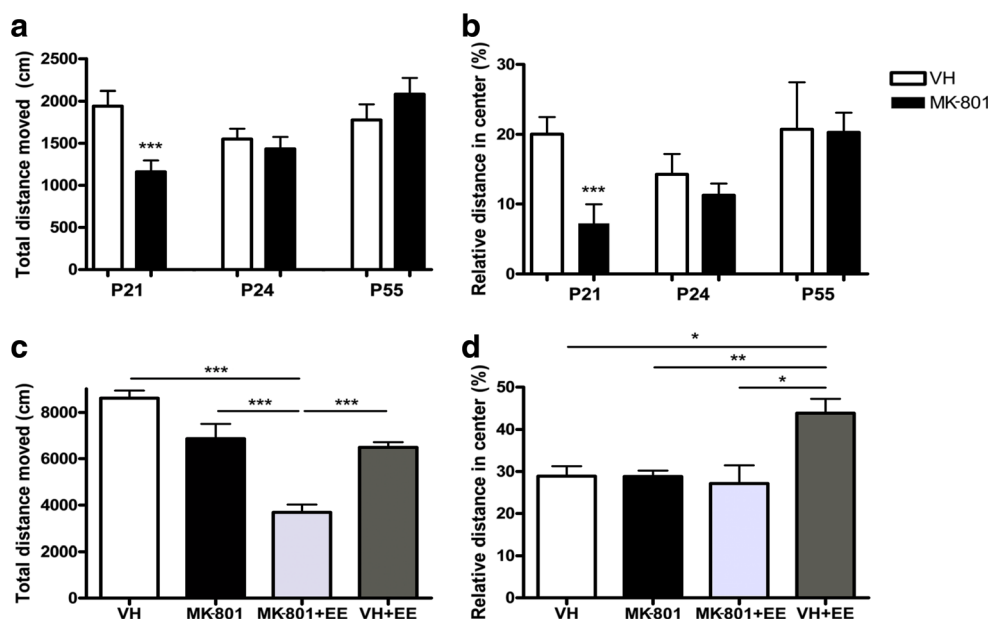 a
Total distance moved (cm)
2500
2000
1500
1000
500
0
***
P21
P24
P55
b
Relative distance in center (%)
30
20
10
0
***
P21
P24
P55
VH
MK-801
c
Total distance moved (cm)
8000
6000
4000
2000
0
***
*** ***
VH MK-801 MK-801+EE VH+EE
d
Relative distance in center (%)
50
40
30
20
10
0
*
**
*
VH MK-801 MK-801+EE VH+EE